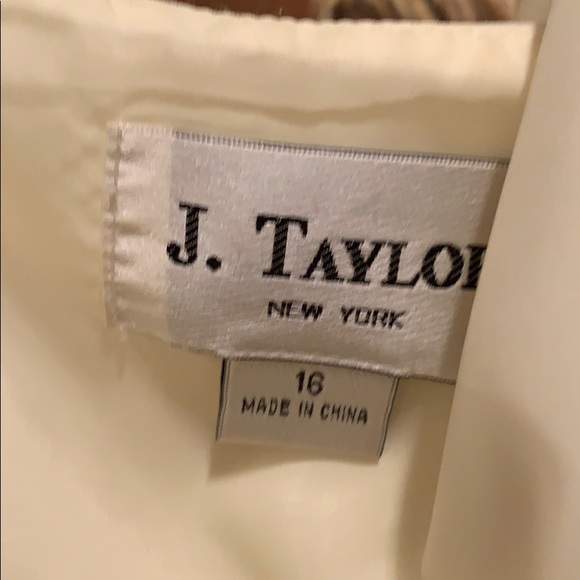 J. TAYLOR
NEW YORK
16
MADE IN CHINA